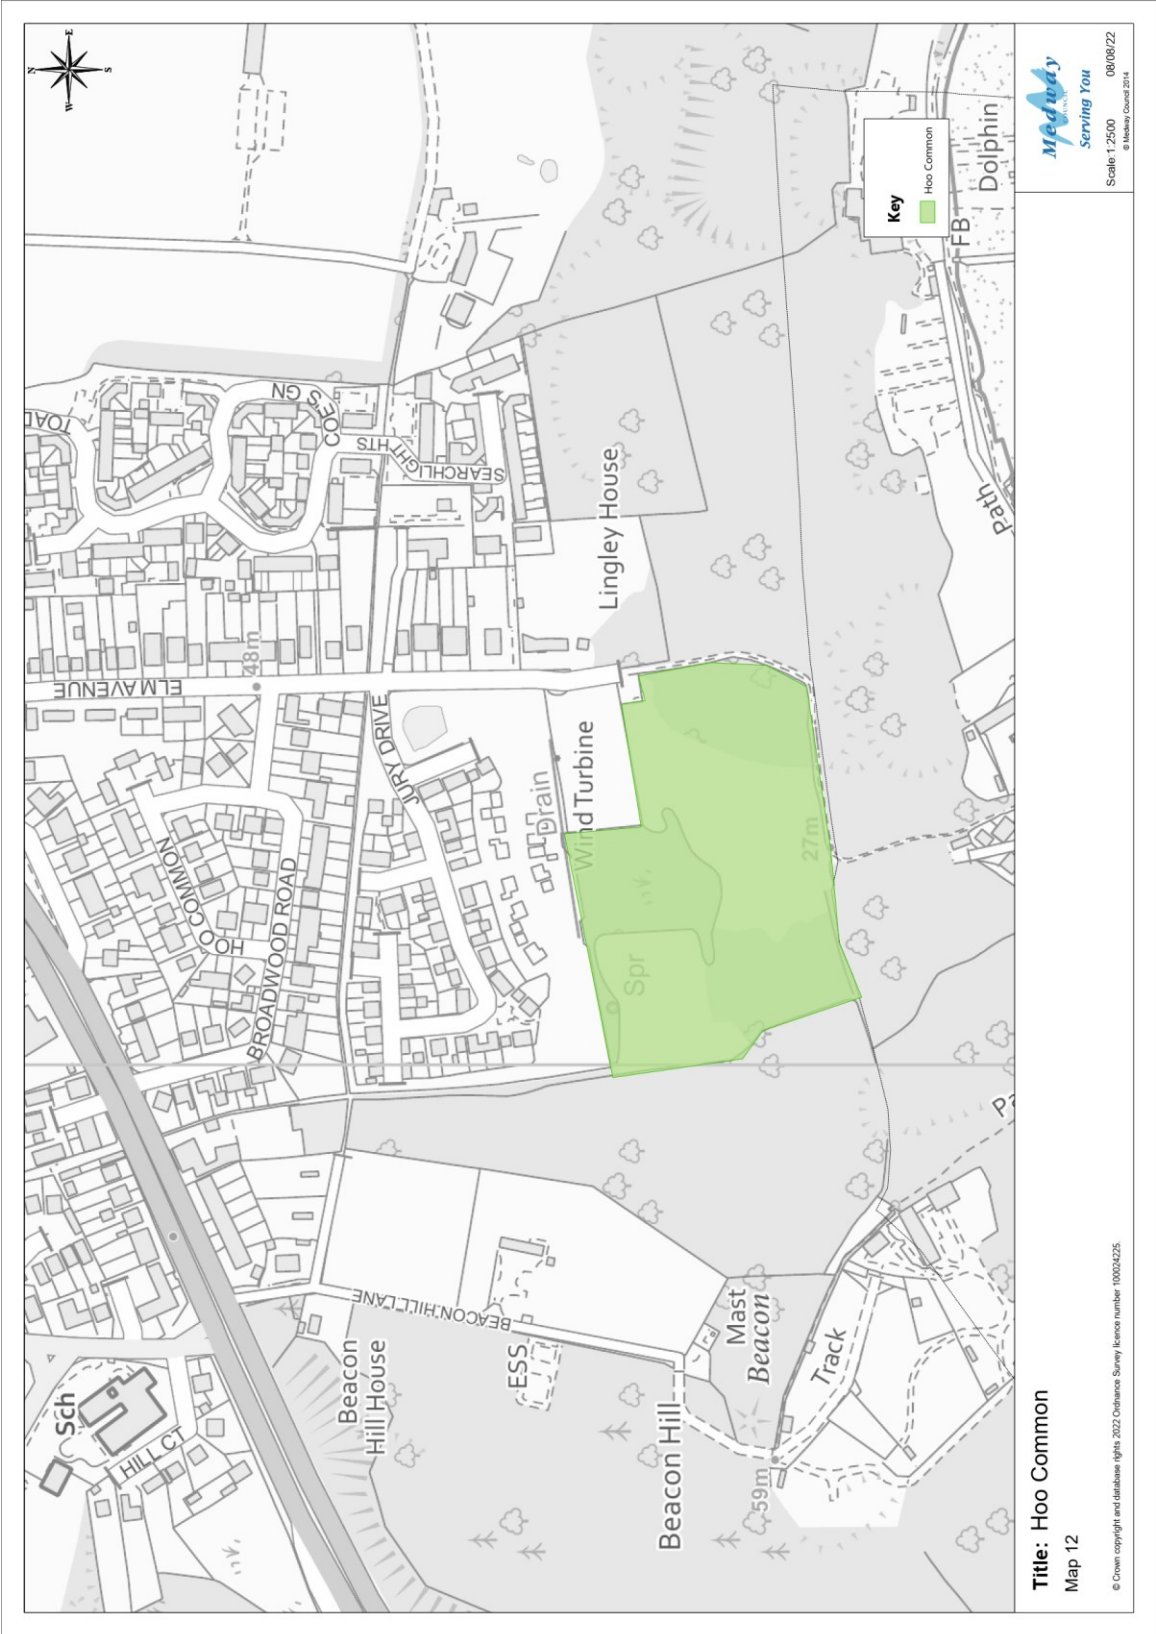 N
E
S
W
Sch
HILL CT
Beacon
Hill House
BEACON HILL LANE
ESS
Beacon Hill
59m
Mast
Beacon
Track
Pa
HOO COMMON
BROADWOOD ROAD
JURY DRIVE
ELM AVENUE
48m
TOAD
COE'S GN
SEARCHLIGHT HTS
Drain
Wind Turbine
Spr
27m
Lingley House
Path
FB
Dolphin
Key
Hoo Common
Title: Hoo Common
Map 12
© Crown copyright and database rights 2022 Ordnance Survey licence number 100024225.
Medway
COUNCIL
Serving You
Scale:1:2500 08/08/22
© Medway Council 2014